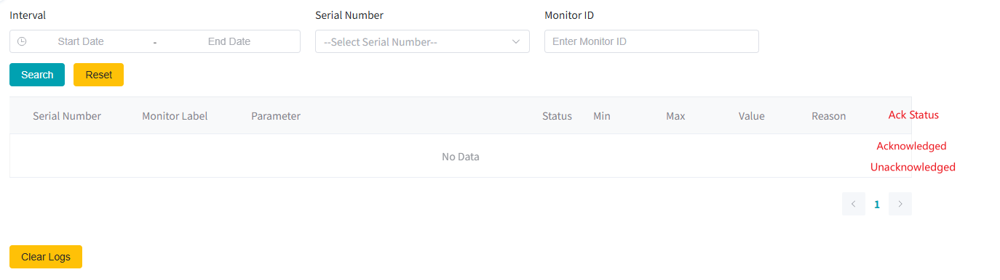 Interval Serial Number Monitor ID
Start Date - End Date --Select Serial Number-- Enter Monitor ID
Search Reset
Serial Number Monitor Label Parameter Status Min Max Value Reason Ack Status
Acknowledged
No Data
Unacknowledged
1
Clear Logs